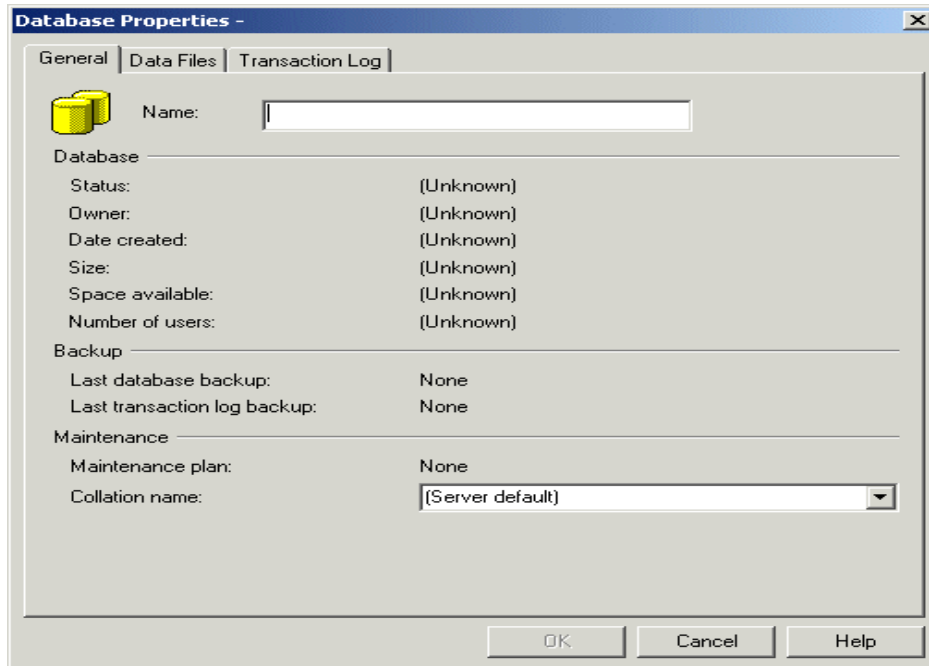 Database Properties -
General Data Files Transaction Log
Name:
Database
Status: (Unknown)
Owner: (Unknown)
Date created: (Unknown)
Size: (Unknown)
Space available: (Unknown)
Number of users: (Unknown)
Backup
Last database backup: None
Last transaction log backup: None
Maintenance
Maintenance plan: None
Collation name: (Server default)
OK Cancel Help